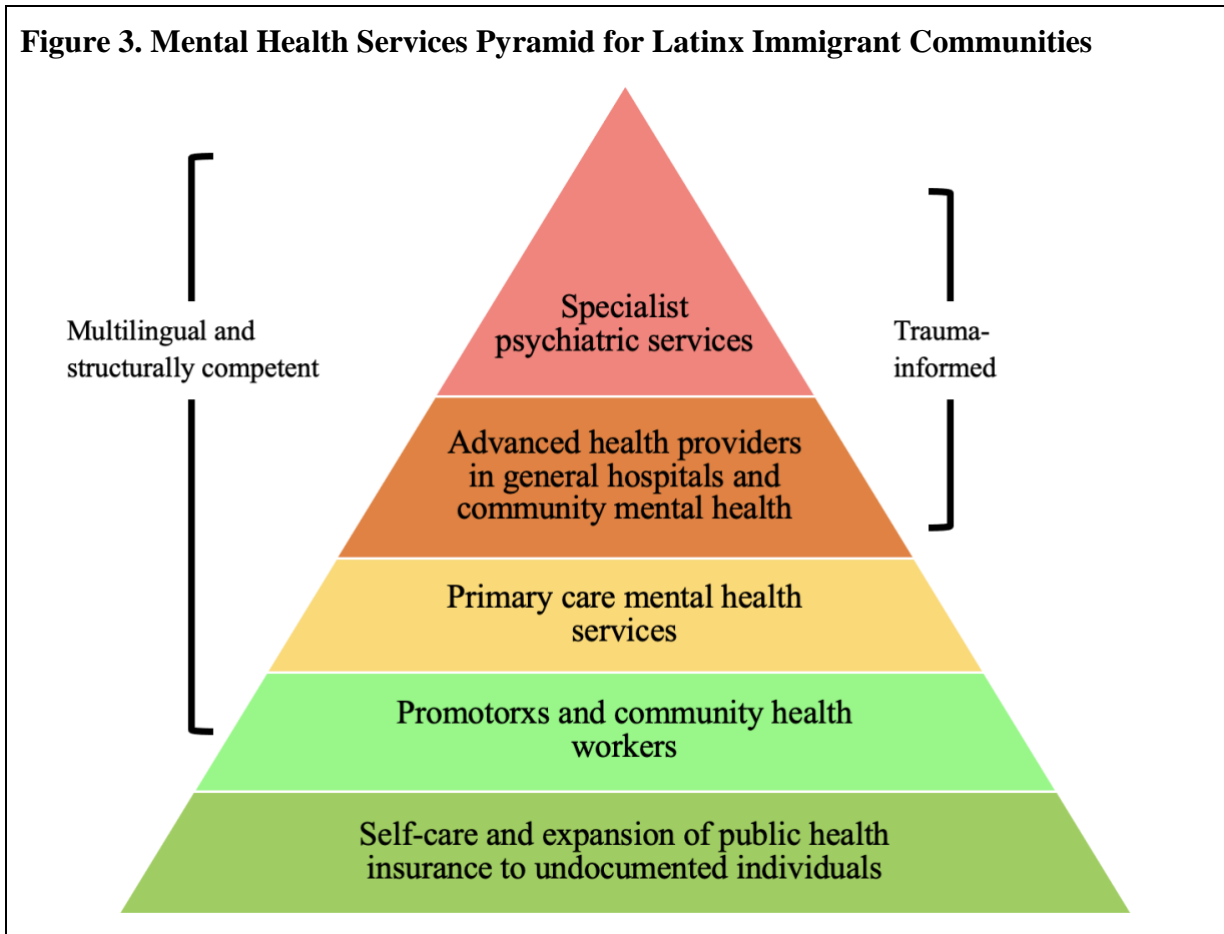 Figure 3. Mental Health Services Pyramid for Latinx Immigrant Communities
Multilingual and
structurally competent
Specialist
psychiatric services
Trauma-
informed
Advanced health providers
in general hospitals and
community mental health
Primary care mental health
services
Promotorxs and community health
workers
Self-care and expansion of public health
insurance to undocumented individuals